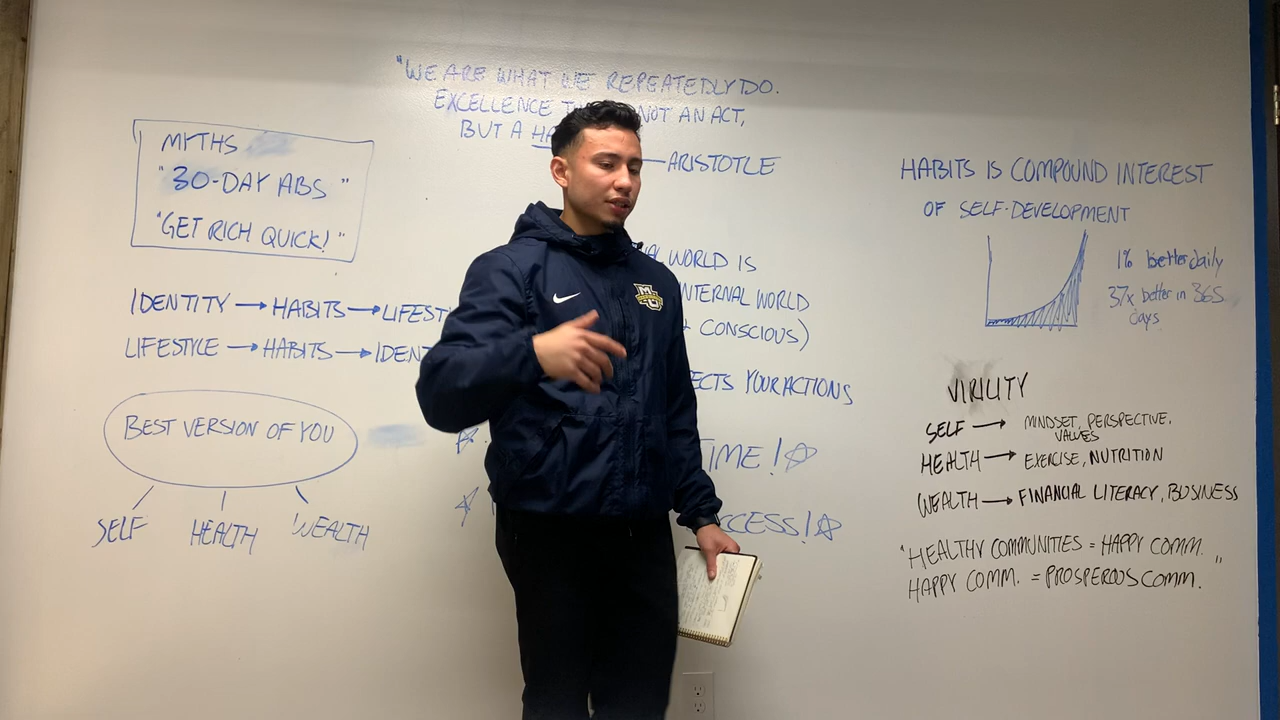 "WE ARE WHAT WE REPEATEDLY DO.
EXCELLENCE NOT AN ACT,
BUT A
—ARISTOTLE
MYTHS
"30-DAY ABS"
"GET RICH QUICK!"
IDENTITY → HABITS → LIFEST
LIFESTYLE → HABITS → IDENT
BEST VERSION OF YOU
SELF HEALTH WEALTH
WORLD IS
INTERNAL WORLD
CONSCIOUS)
YOUR ACTIONS
TIME!
HABITS IS COMPOUND INTEREST
OF SELF-DEVELOPMENT
1% better daily
37x better in 365
days
VIRILITY
SELF → MINDSET, PERSPECTIVE,
VALUES
HEALTH → EXERCISE, NUTRITION
WEALTH → FINANCIAL LITERACY, BUSINESS
"HEALTHY COMMUNITIES = HAPPY COMM.
HAPPY COMM. = PROSPEROUS COMM."
MU